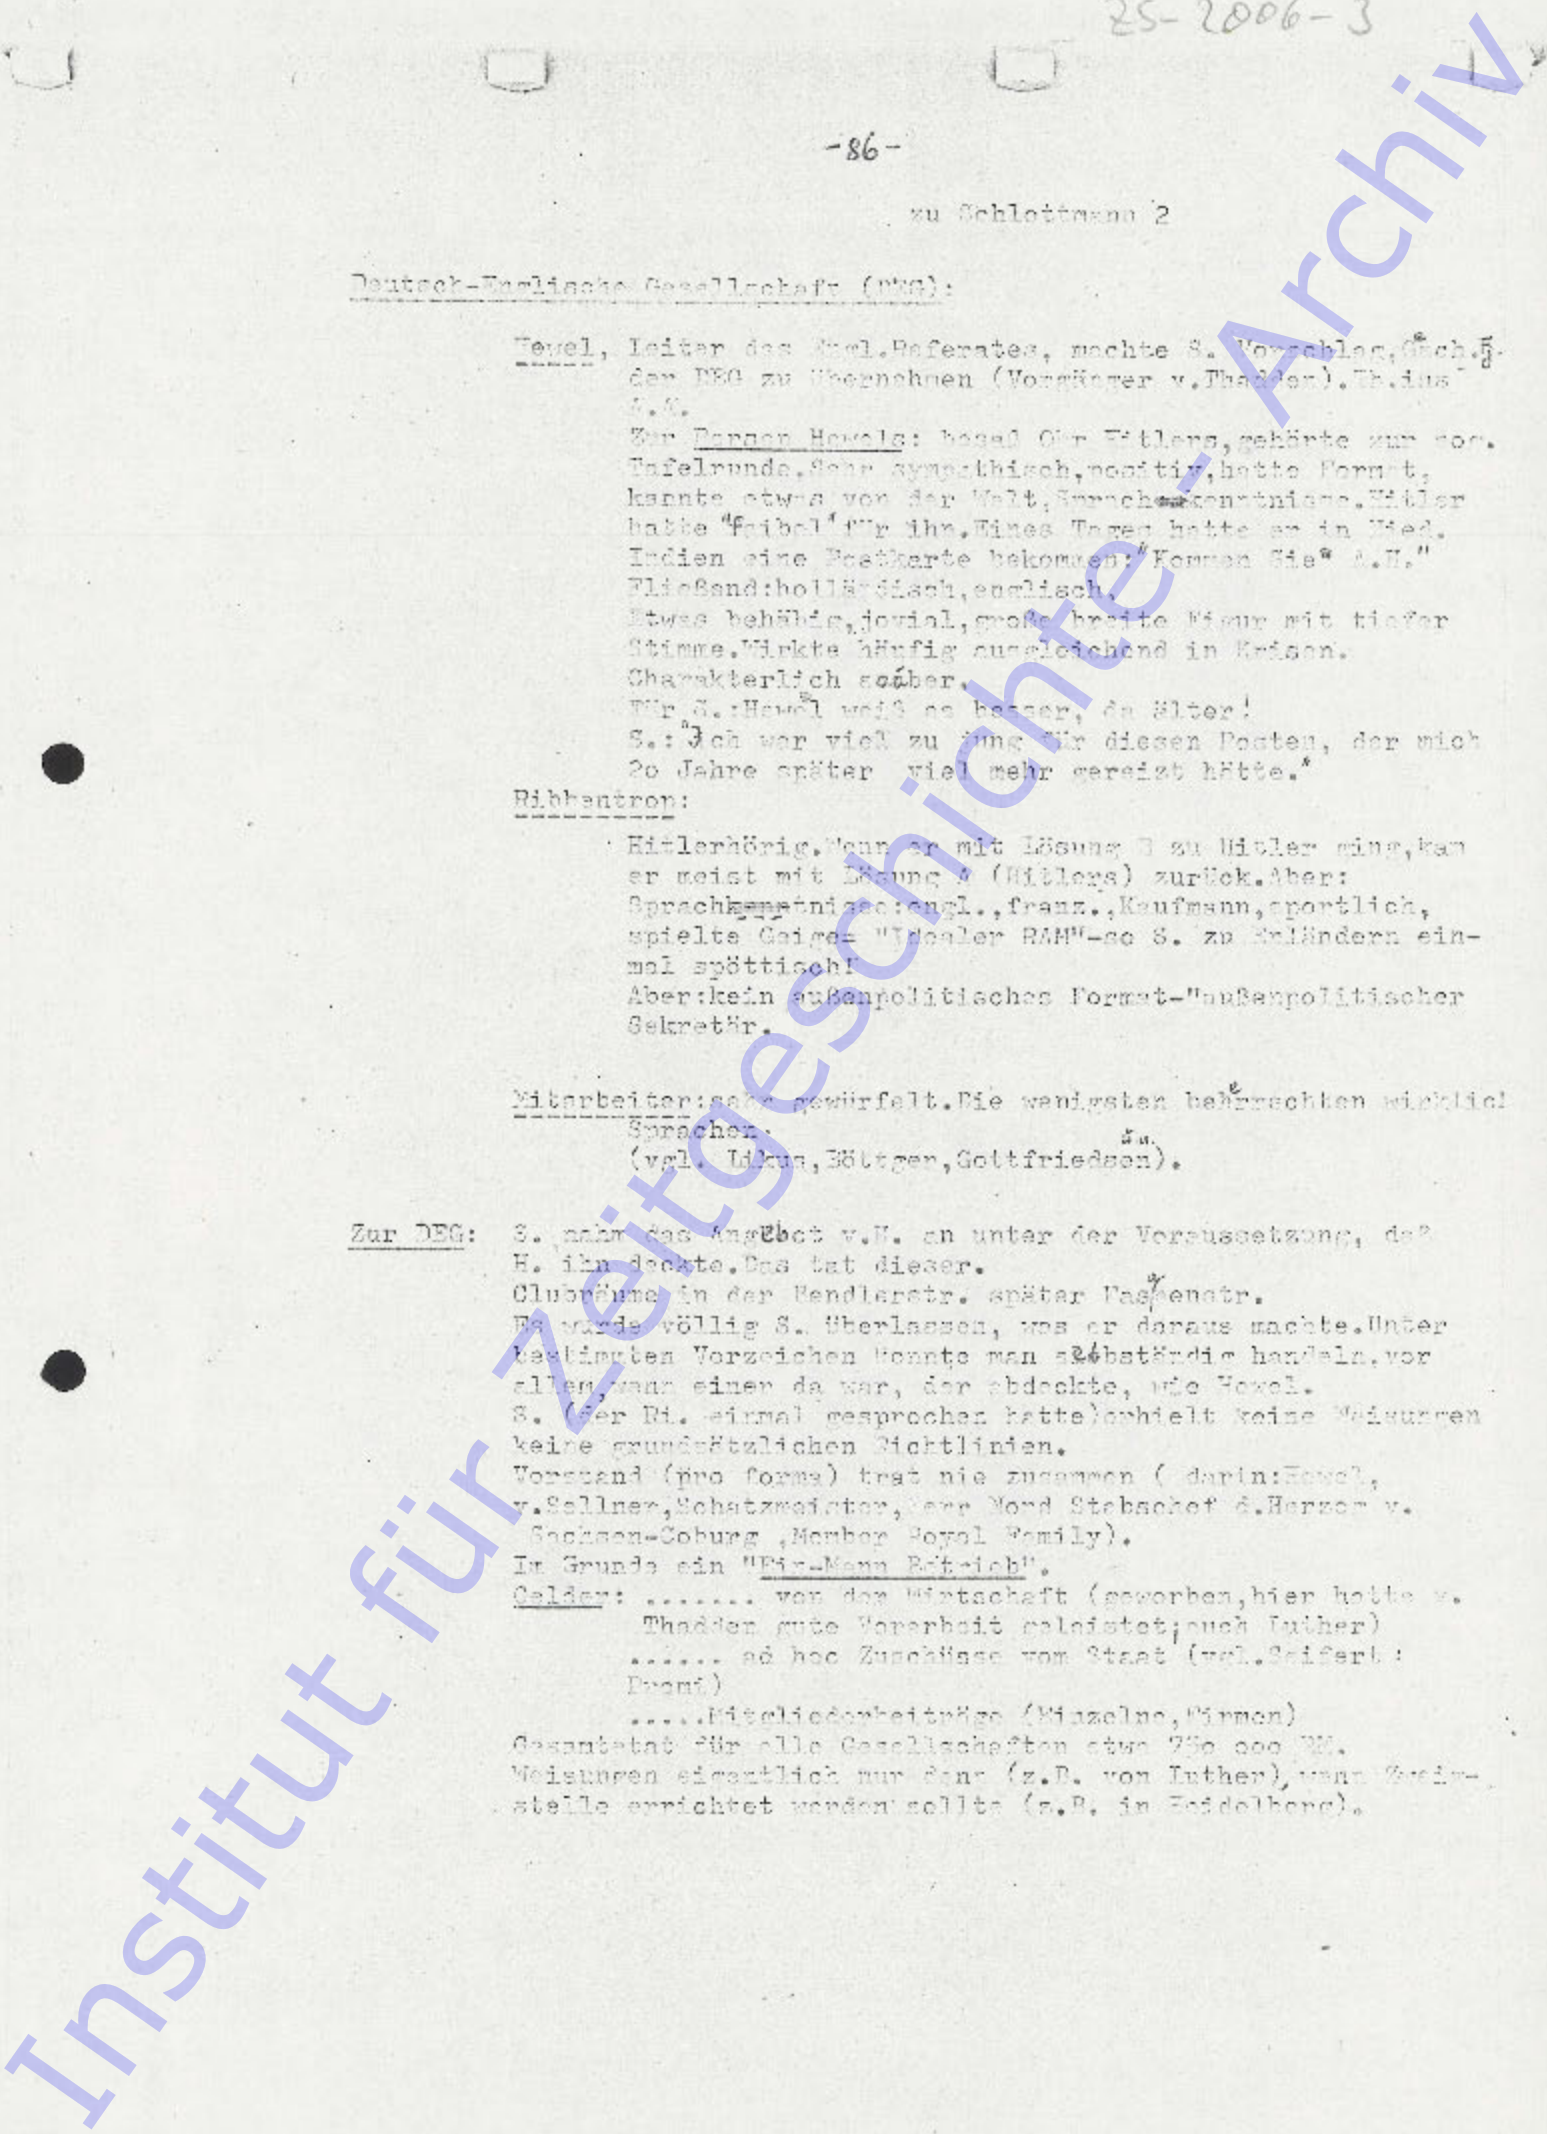 ZS-2006-3
-86-
zu Schlottmann 2
Deutsch-Englische Gesellschaft (DEG):
Hewel, Leiter des Engl.Referates, machte S. Vorschlag,
der DEG zu übernehmen (Vorgänger v.Thadden).Th.ins
A.A.
Zur Person Hewels: besaß Ohr Hitlers,gehörte zur sog.
Tafelrunde.Sehr sympathisch,positiv,hatte Format,
kannte etwas von der Welt,Sprachkenntnisse.Hitler
hatte "faibel" für ihn.Eines Tages hatte er in Nied.
Indien eine Postkarte bekommen:"Kommen Sie" A.H."
Fließend:holländisch,englisch,
Etwas behäbig,jovial,große breite Figur mit tiefer
Stimme.Wirkte häufig ausgleichend in Krisen.
Charakterlich sauber.
Für S.:Hewel weiß es besser, da älter!
S.:"Ich war viel zu jung für diesen Posten, der mich
2o Jahre später viel mehr gereizt hätte."
Ribbentrop:
Hitlerhörig.Wenn er mit Lösung B zu Hitler ging,kam
er meist mit Lösung A (Hitlers) zurück.Aber:
Sprachkenntnisse:engl.,franz.,Kaufmann,sportlich,
spielte Geige= "Idealer RAM"-so S. zu Enländern ein-
mal spöttisch!
Aber:kein außenpolitisches Format-"außenpolitischer
Sekretär.
Mitarbeiter:sehr gewürfelt.Die wenigsten beherrschten wirklich
Sprachen.
(vgl. Likus,Böttger,Gottfriedsen u.a.).
Zur DEG: S. nahm das Angebot v.H. an unter der Voraussetzung, daß
H. ihn deckte.Das tat dieser.
Clubräume in der Bendlerstr. später
Es wurde völlig S. überlassen, was er daraus machte.Unter
bestimmten Vorzeichen konnte man selbständig handeln,vor
allem,wenn einer da war, der abdeckte, wie Hewel.
S. (der Ri. einmal gesprochen hatte)erhielt keine Weisungen
keine grundsätzlichen Richtlinien.
Vorstand (pro forma) trat nie zusammen ( darin:Hewel,
v.Sellner,Schatzmeister,Herr Nord Stabschef d.Herzog v.
Sachsen-Coburg ,Member Royal Family).
Im Grunde ein "Ein-Mann Betrieb".
Gelder: ....... von der Wirtschaft (geworben,hier hatte v.
Thadden gute Vorarbeit geleistet;auch Luther)
...... ad hoc Zuschüsse vom Staat (vgl.Seifert:
Promi)
.....Mitgliederbeiträge (Einzelne,Firmen)
Gesamtetat für alle Gesellschaften etwa 75o ooo RM.
Weisungen eigentlich nur dann (z.B. von Luther),wenn Zweig-
stelle errichtet werden sollte (z.B. in Heidelberg).
Institut für Zeitgeschichte - Archiv